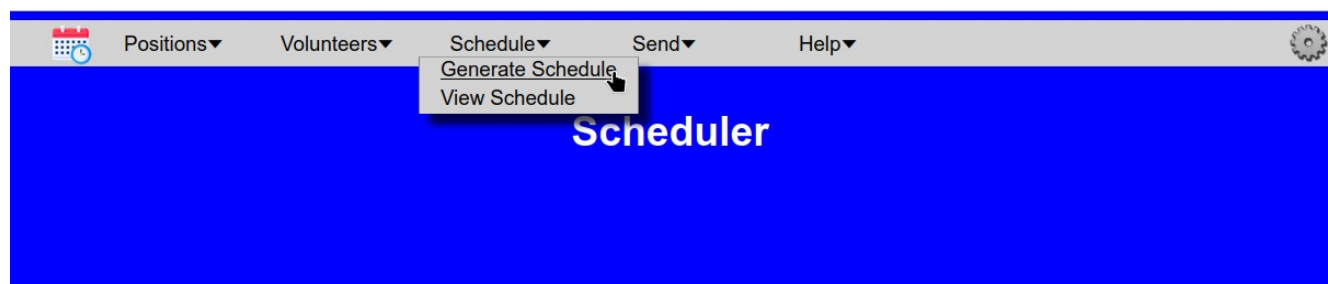 Positions▼ Volunteers▼ Schedule▼ Send▼ Help▼
Generate Schedule
View Schedule
Scheduler